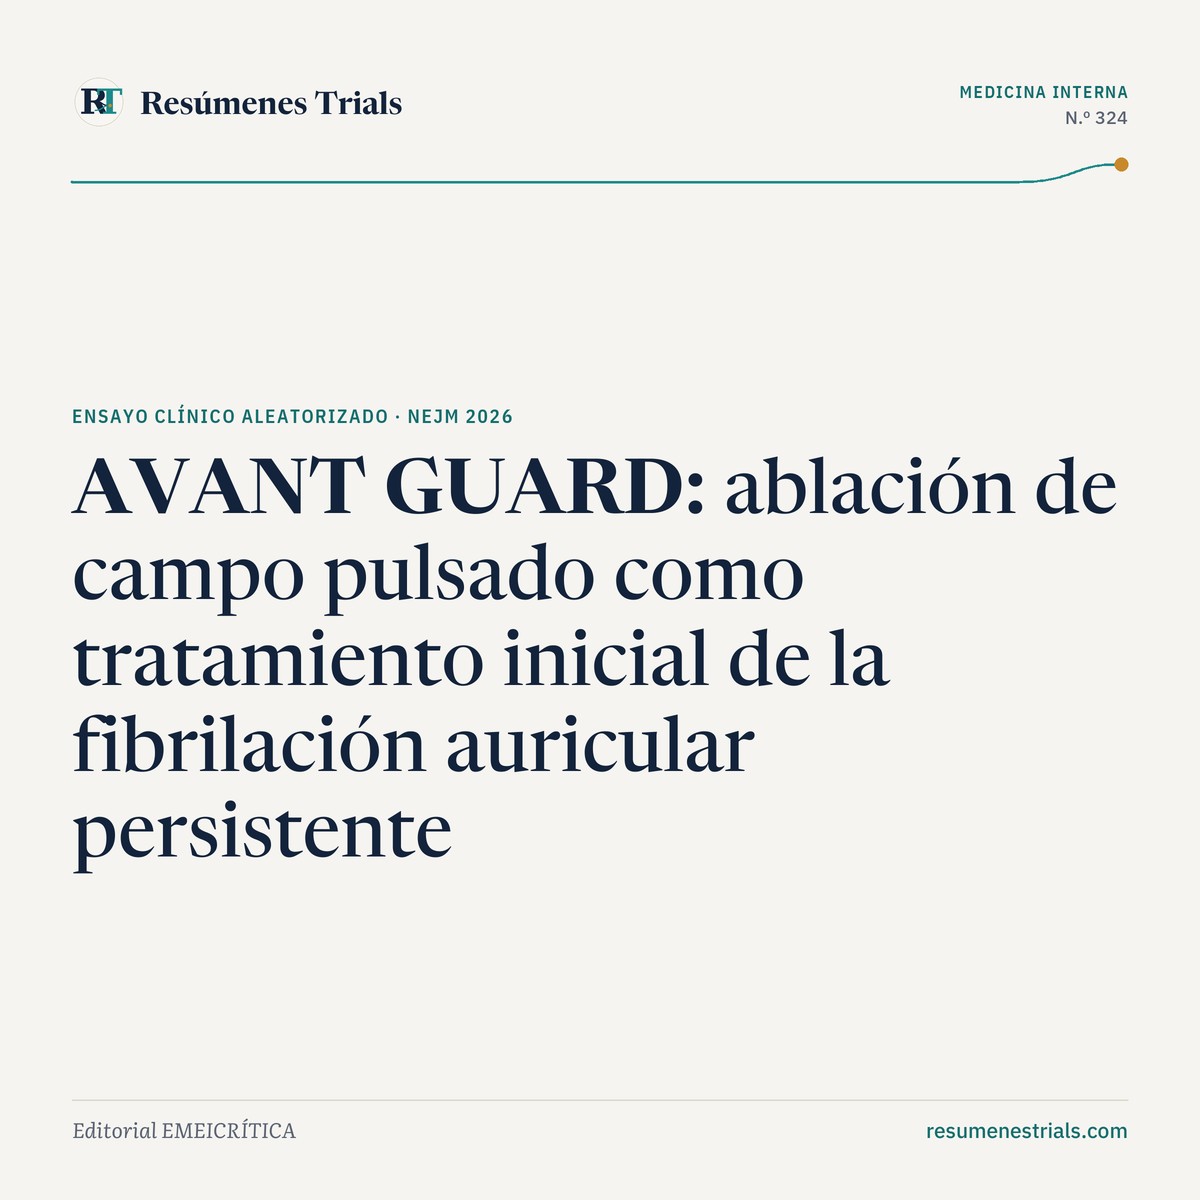 RT Resúmenes Trials
MEDICINA INTERNA
N.º 324
ENSAYO CLÍNICO ALEATORIZADO · NEJM 2026
AVANT GUARD: ablación de
campo pulsado como
tratamiento inicial de la
fibrilación auricular
persistente
Editorial EMEICRÍTICA
resumenestrials.com